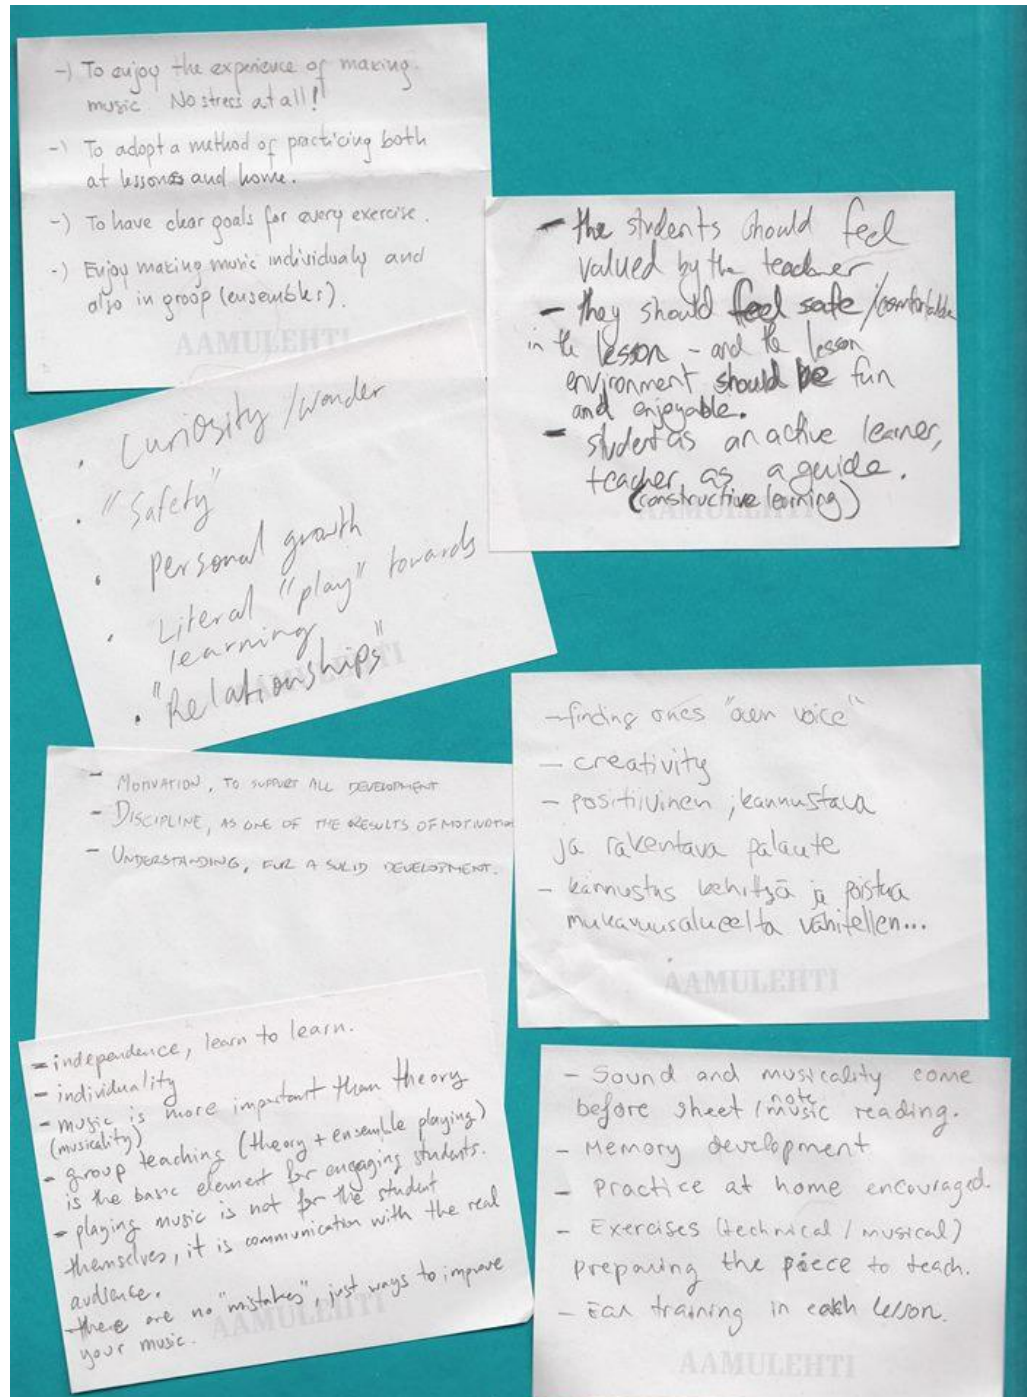 -) To enjoy the experience of making
music. No stress at all!
-) To adopt a method of practicing both
at lessons and home.
-) To have clear goals for every exercise.
-) Enjoy making music individualy and
also in groop (ensembles).
AAMULEHTI
- the students should feel
valued by the teacher
- they should feel safe /comfortable
in the lesson - and the lesson
environment should be fun
and enjoyable.
- student as an active learner,
teacher as a guide.
(constructive learning)
AAMULEHTI
• Curiosity /wonder
• "Safety"
• Personal growth
• Literal "play" towards
learning
• "Relationships"
AAMULEHTI
- finding ones "own voice"
- creativity
- positiivinen, kannustava
ja rakentava palaute
- kannustus kehittyä ja poistua
mukavuusalueelta vähitellen...
AAMULEHTI
- MOTIVATION, TO SUPPORT ALL DEVELOPMENT
- DISCIPLINE, AS ONE OF THE RESULTS OF MOTIVATION
- UNDERSTANDING, FOR A SOLID DEVELOPMENT.
- independence, learn to learn.
- individuality
- music is more important than theory
(musicality)
- group teaching (theory + ensemble playing)
is the basic element for engaging students.
- playing music is not for the student
themselves, it is communication with the real
audience.
- there are no "mistakes", just ways to improve
your music.
AAMULEHTI
- Sound and musicality come
before sheet / music note reading.
- Memory development
- Practice at home encouraged.
- Exercises (technical / musical)
preparing the piece to teach.
- Ear training in each lesson.
AAMULEHTI